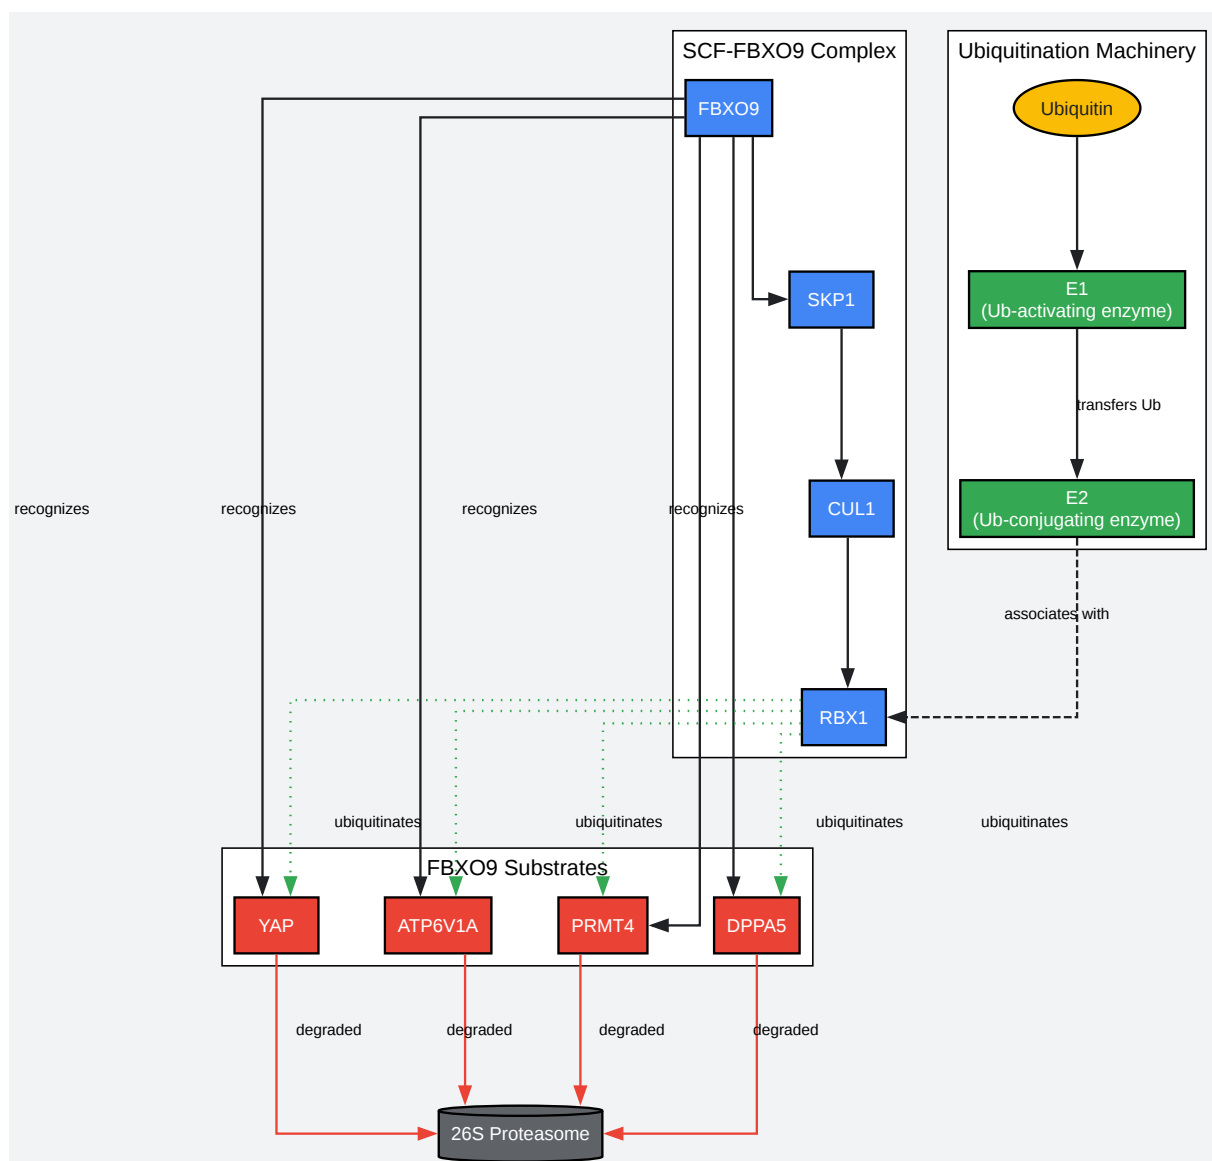 SCF-FBXO9 Complex
Ubiquitination Machinery
FBXO9
Ubiquitin
SKP1
E1
(Ub-activating enzyme)
transfers Ub
recognizes
recognizes
recognizes
recognizes
CUL1
E2
(Ub-conjugating enzyme)
associates with
RBX1
ubiquitinates
ubiquitinates
ubiquitinates
ubiquitinates
FBXO9 Substrates
YAP
ATP6V1A
PRMT4
DPPA5
degraded
degraded
degraded
degraded
26S Proteasome